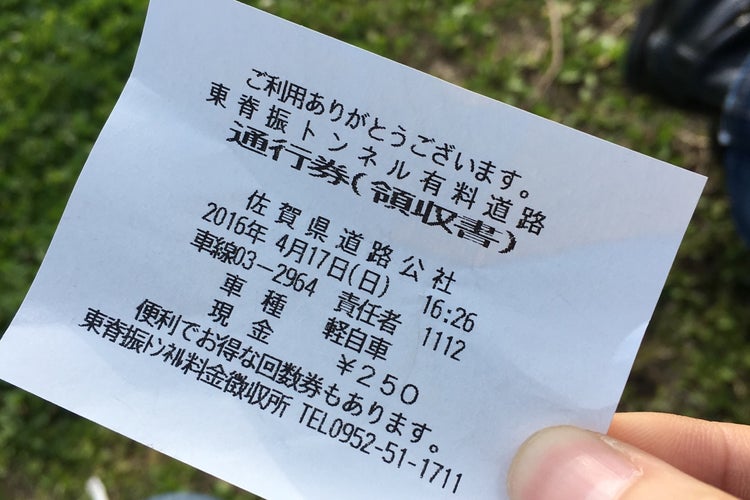 ご利用ありがとうございます。
東脊振トンネル有料道路
通行券(領収書)
佐賀県道路公社
2016年 4月17日(日) 16:26
車線03-2964 責任者 1112
車種 軽自車
現金 ¥250
便利でお得な回数券もあります。
東脊振トンネル料金徴収所 TEL0952-51-1711